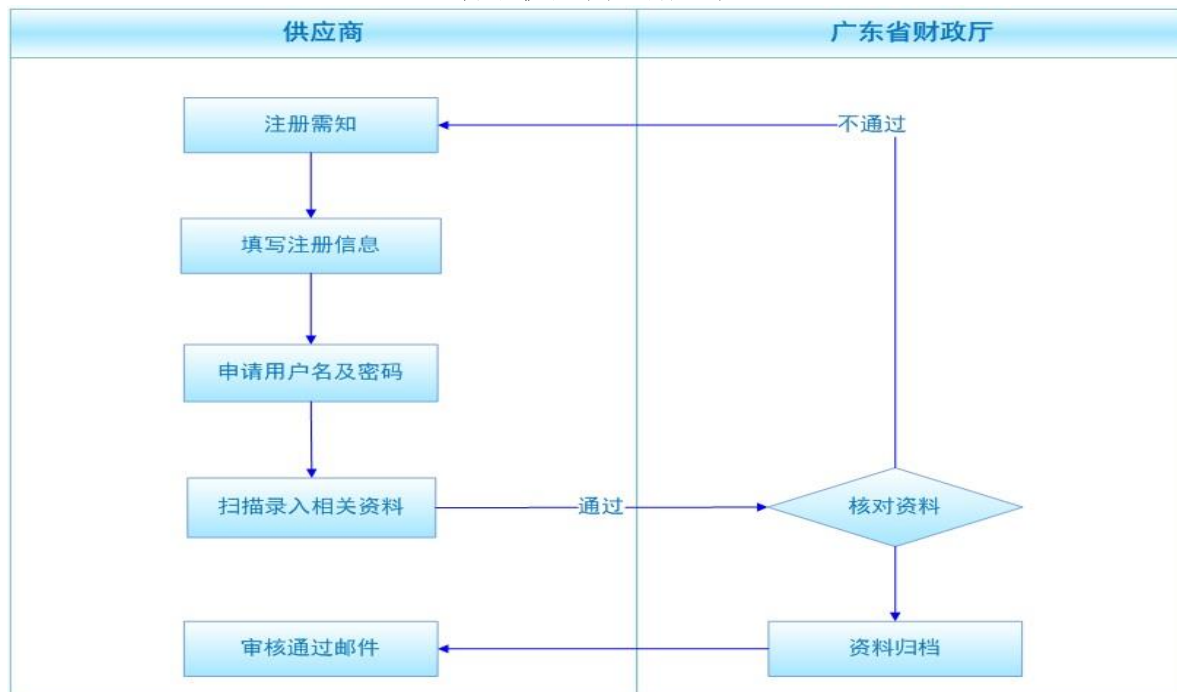 供应商
广东省财政厅
注册需知
不通过
填写注册信息
申请用户名及密码
扫描录入相关资料
通过
核对资料
审核通过邮件
资料归档